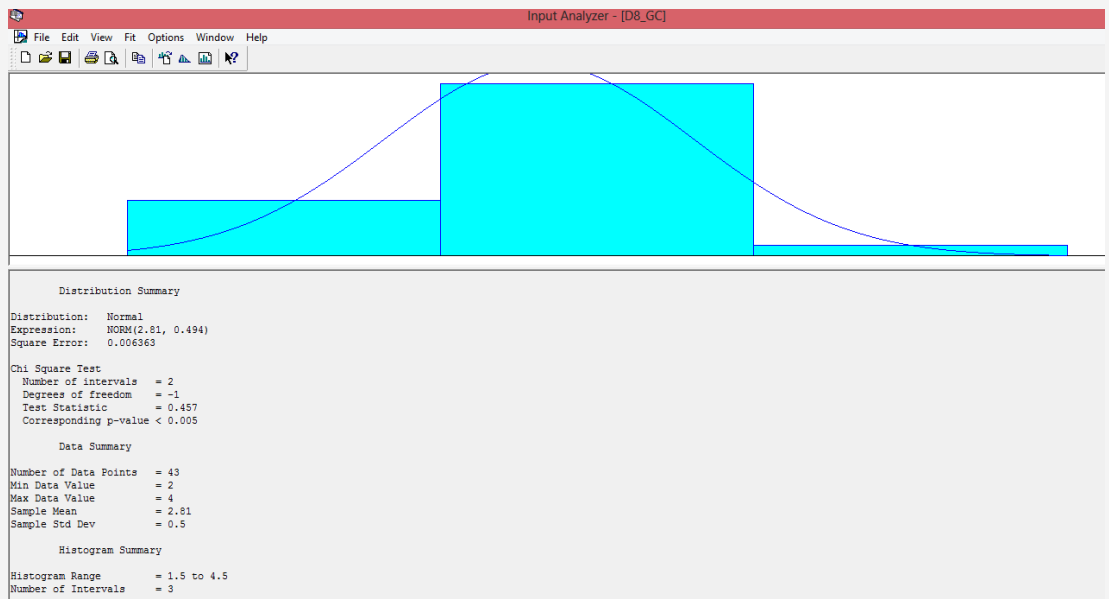 Input Analyzer - [D8_GC]
File Edit View Fit Options Window Help
Distribution Summary
Distribution: Normal
Expression: NORM(2.81, 0.494)
Square Error: 0.006363
Chi Square Test
Number of intervals = 2
Degrees of freedom = -1
Test Statistic = 0.457
Corresponding p-value < 0.005
Data Summary
Number of Data Points = 43
Min Data Value = 2
Max Data Value = 4
Sample Mean = 2.81
Sample Std Dev = 0.5
Histogram Summary
Histogram Range = 1.5 to 4.5
Number of Intervals = 3